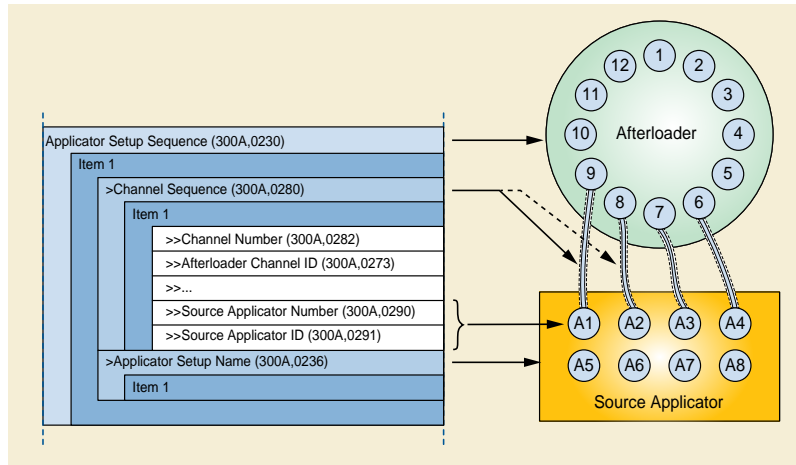 Applicator Setup Sequence (300A,0230)
Item 1
>Channel Sequence (300A,0280)
Item 1
>>Channel Number (300A,0282)
>>Afterloader Channel ID (300A,0273)
>>...
>>Source Applicator Number (300A,0290)
>>Source Applicator ID (300A,0291)
>Applicator Setup Name (300A,0236)
Item 1
1
2
3
4
5
6
7
8
9
10
11
12
Afterloader
A1 A2 A3 A4
A5 A6 A7 A8
Source Applicator